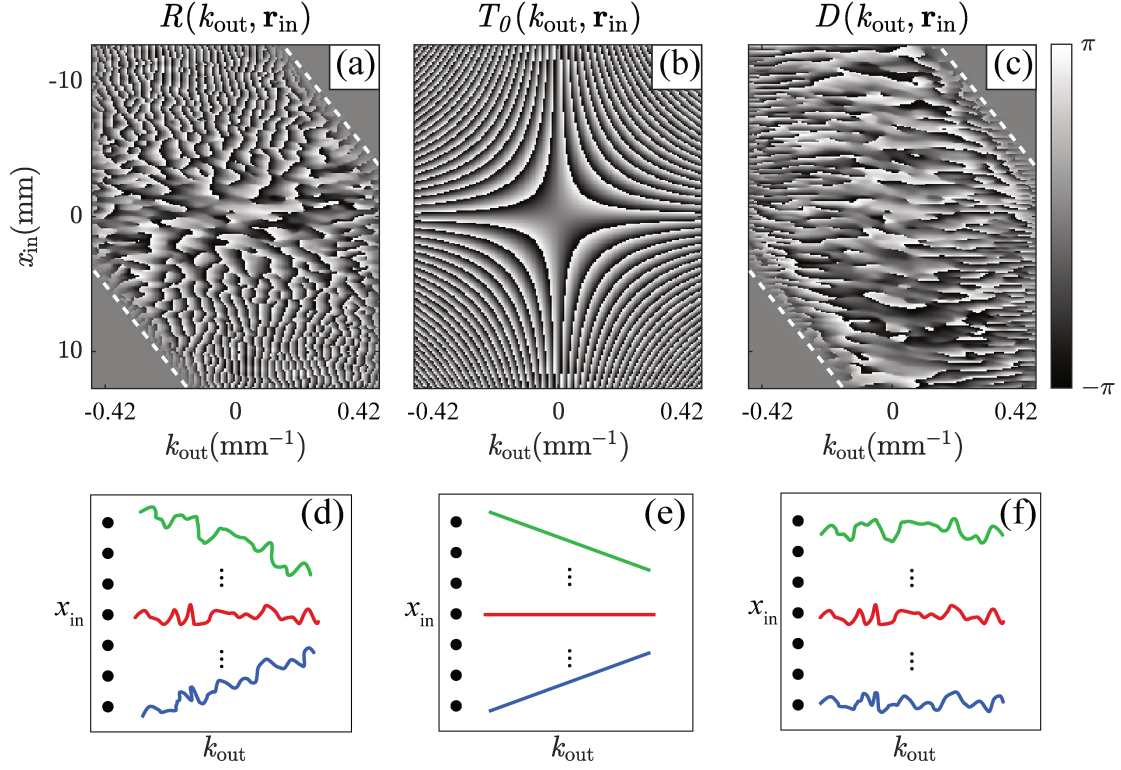 R(k_out, r_in)
T_0(k_out, r_in)
D(k_out, r_in)
(a)
(b)
(c)
π
−π
x_in(mm)
-10
0
10
-0.42 0 0.42
-0.42 0 0.42
-0.42 0 0.42
k_out(mm⁻¹)
k_out(mm⁻¹)
k_out(mm⁻¹)
(d)
(e)
(f)
x_in
x_in
x_in
k_out
k_out
k_out